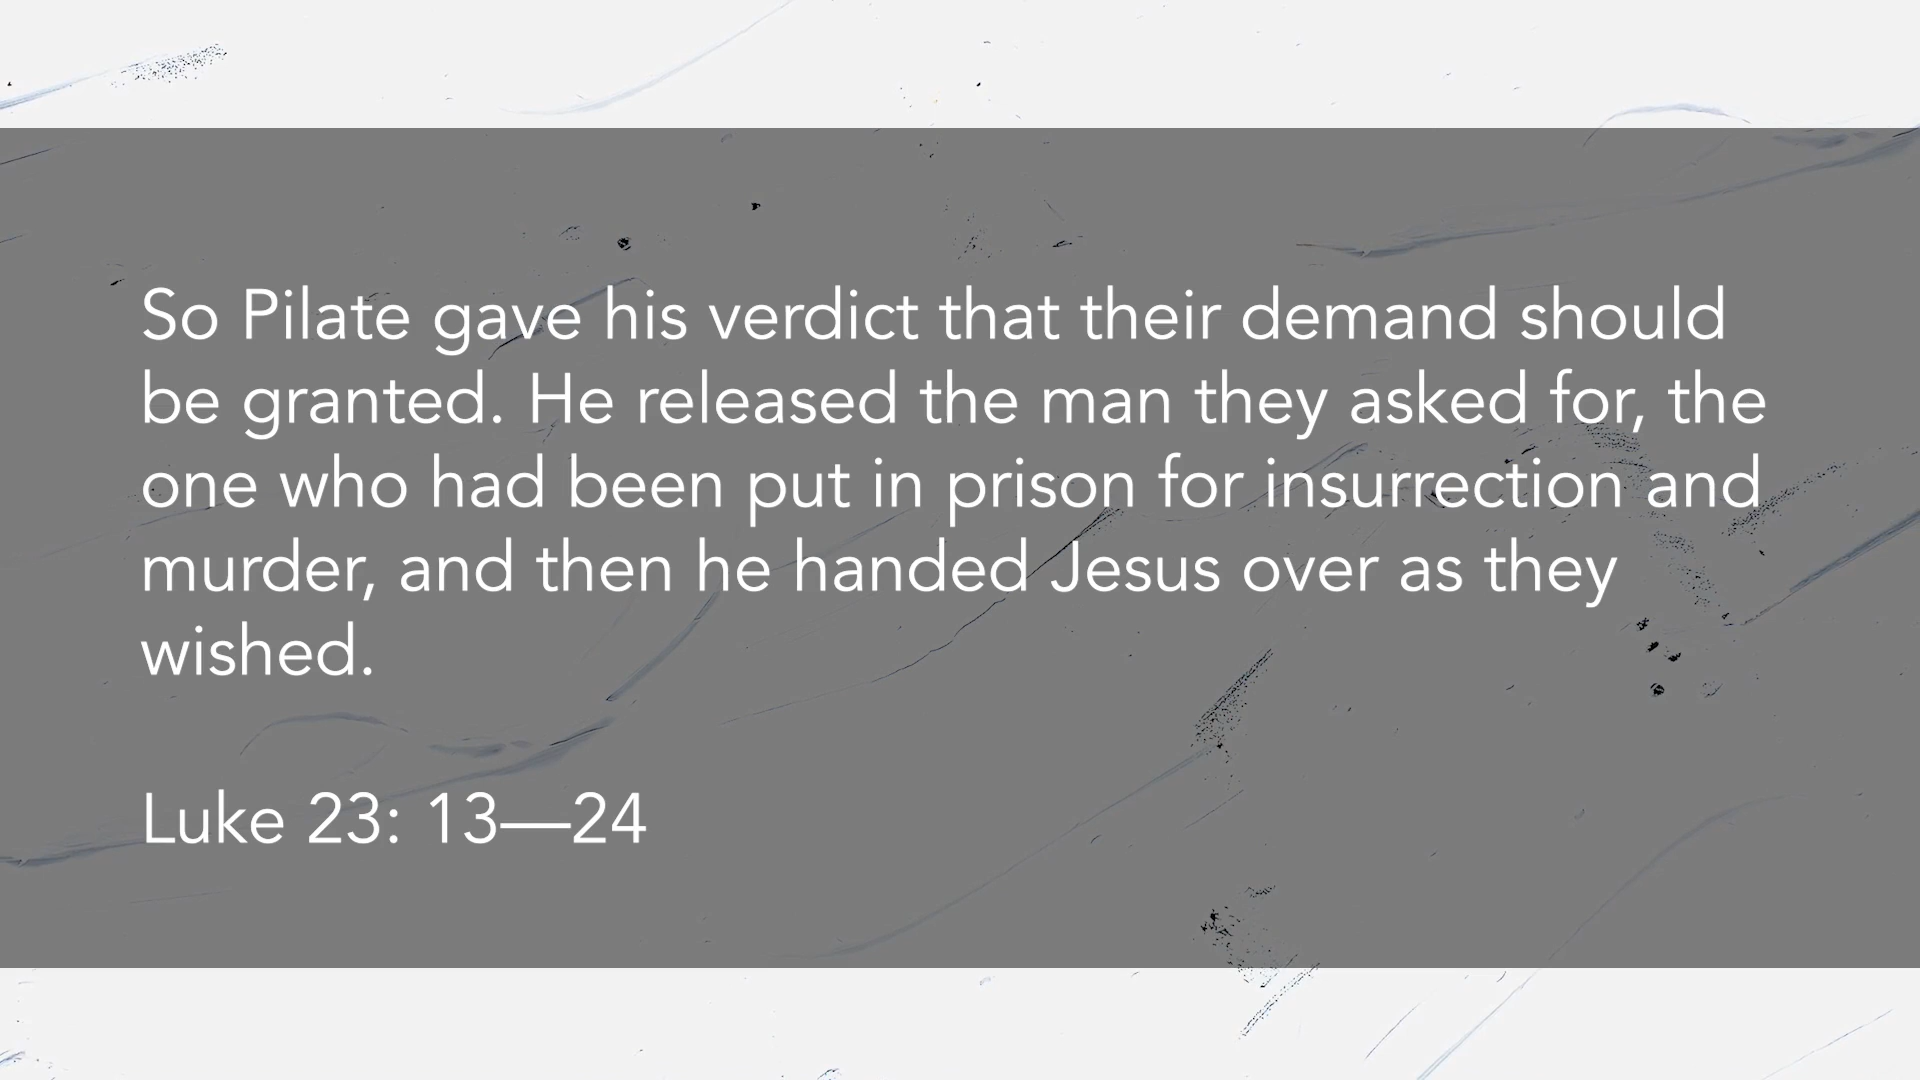 So Pilate gave his verdict that their demand should
be granted. He released the man they asked for, the
one who had been put in prison for insurrection and
murder, and then he handed Jesus over as they
wished.
Luke 23: 13—24